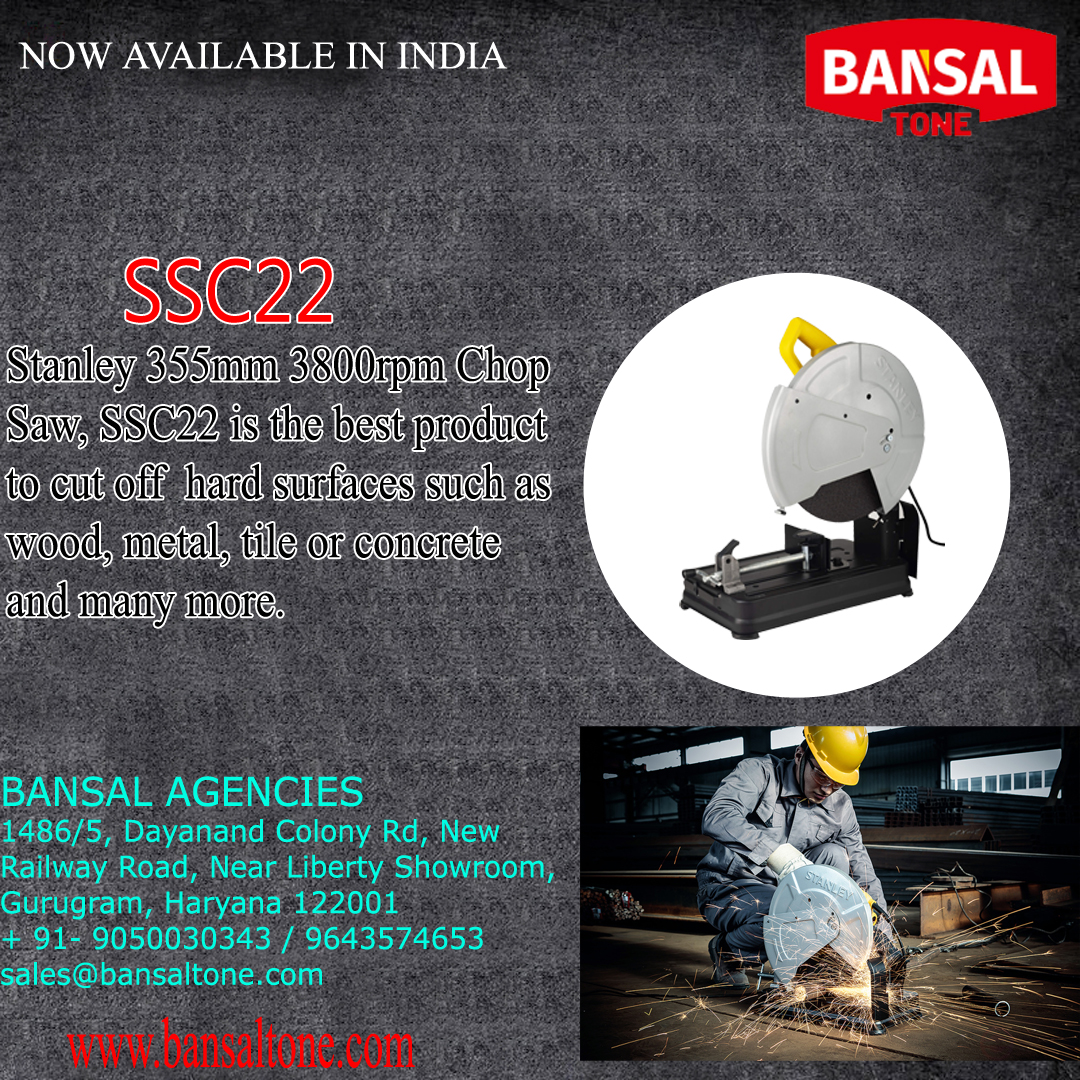 NOW AVAILABLE IN INDIA
BANSAL
TONE
SSC22
Stanley 355mm 3800rpm Chop
Saw, SSC22 is the best product
to cut off hard surfaces such as
wood, metal, tile or concrete
and many more.
STANLEY
BANSAL AGENCIES
1486/5, Dayanand Colony Rd, New
Railway Road, Near Liberty Showroom,
Gurugram, Haryana 122001
+ 91- 9050030343 / 9643574653
sales@bansaltone.com
www.bansaltone.com
STANLEY